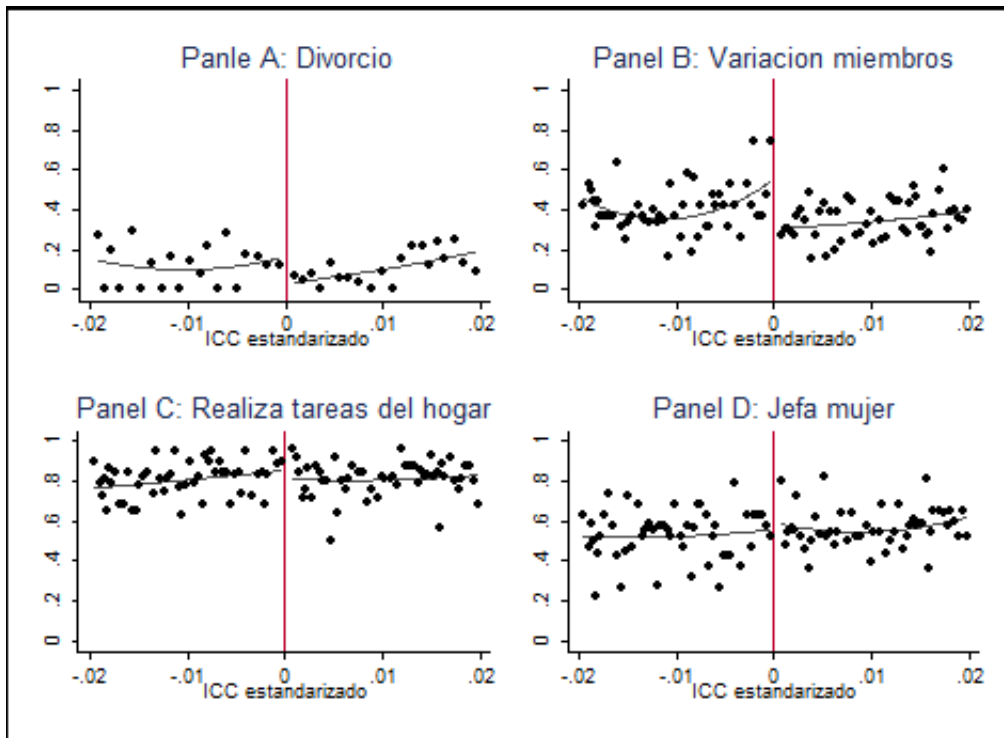 Panle A: Divorcio
1
.8
.6
.4
.2
0
-.02 -.01 0 .01 .02
ICC estandarizado
Panel B: Variacion miembros
1
.8
.6
.4
.2
0
-.02 -.01 0 .01 .02
ICC estandarizado
Panel C: Realiza tareas del hogar
1
.8
.6
.4
.2
0
-.02 -.01 0 .01 .02
ICC estandarizado
Panel D: Jefa mujer
1
.8
.6
.4
.2
0
-.02 -.01 0 .01 .02
ICC estandarizado